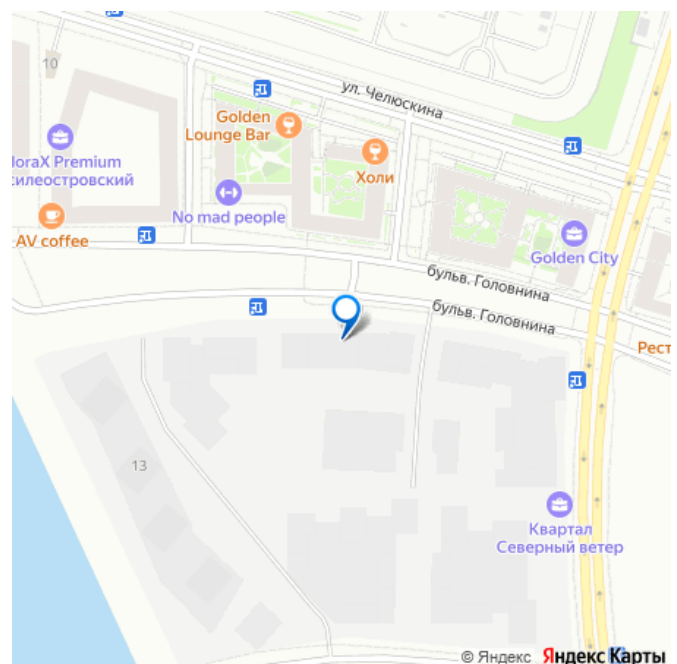 10
ул. Челюскина
Golden
Lounge Bar
Холи
loraX Premium
силеостровский
No mad people
AV coffee
Golden City
бульв. Головнина
бульв. Головнина
Рест
13
Квартал
Северный ветер
© Яндекс Яндекс Карты